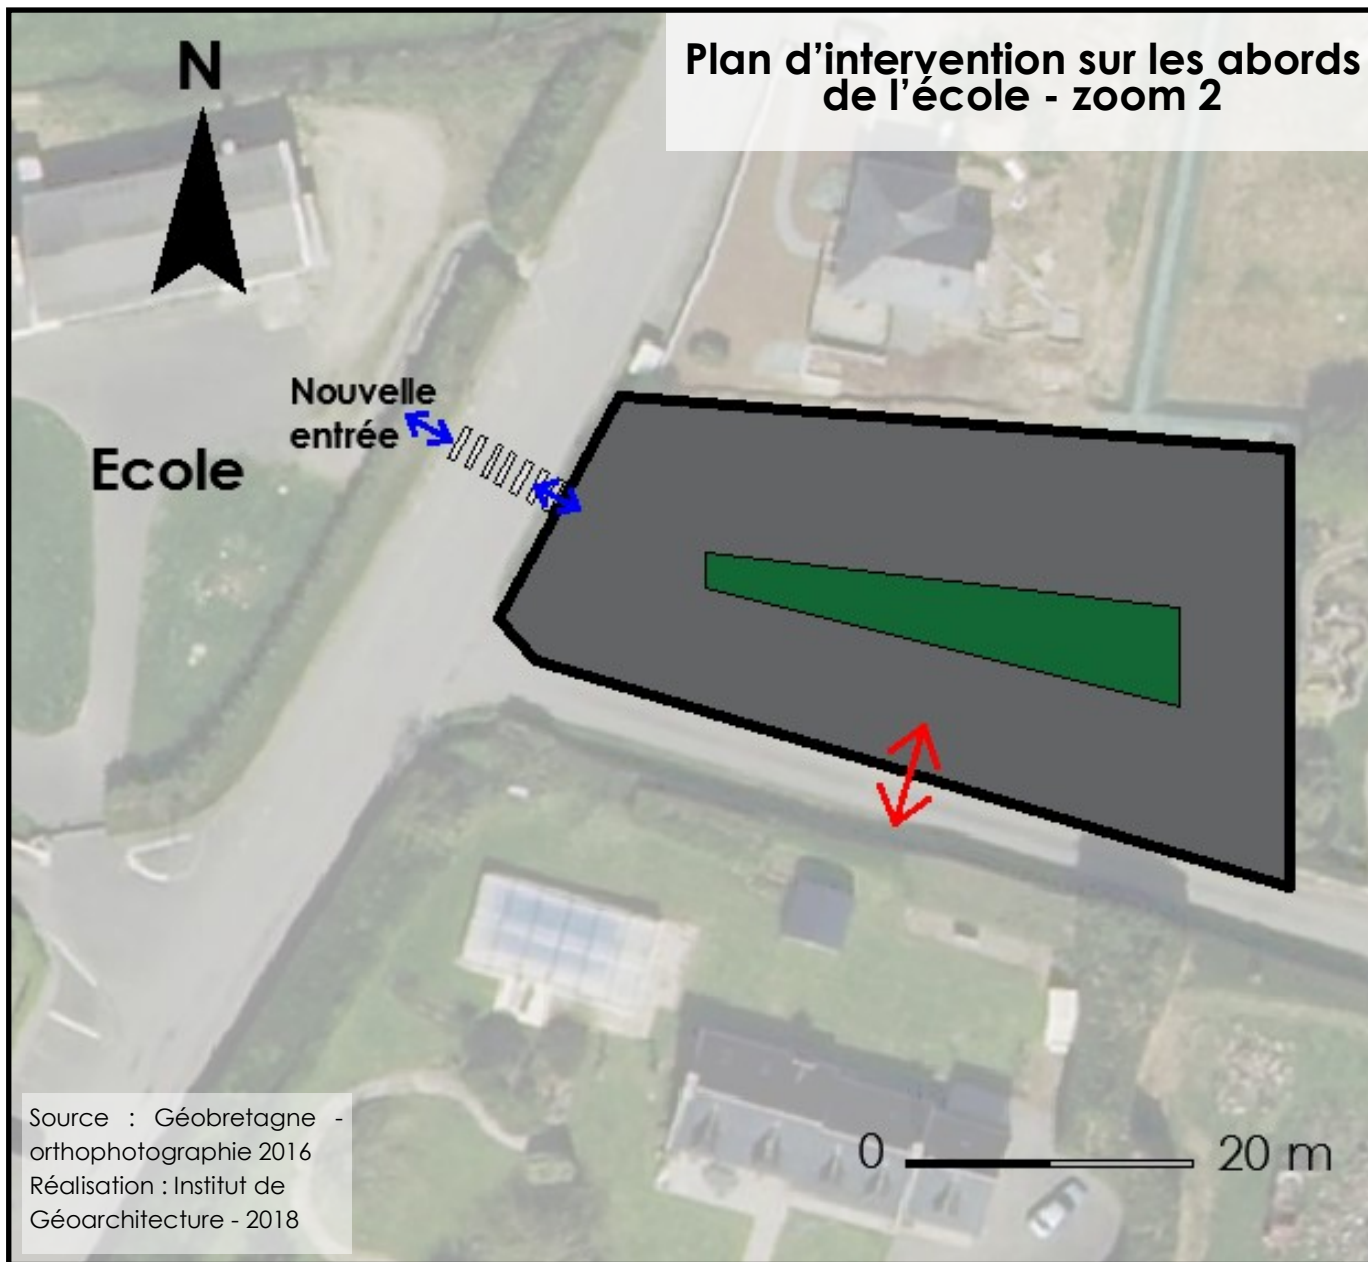 Plan d’intervention sur les abords
de l’école - zoom 2
N
Nouvelle
entrée
Ecole
Source : Géobretagne -
orthophotographie 2016
Réalisation : Institut de
Géoarchitecture - 2018
0 20 m